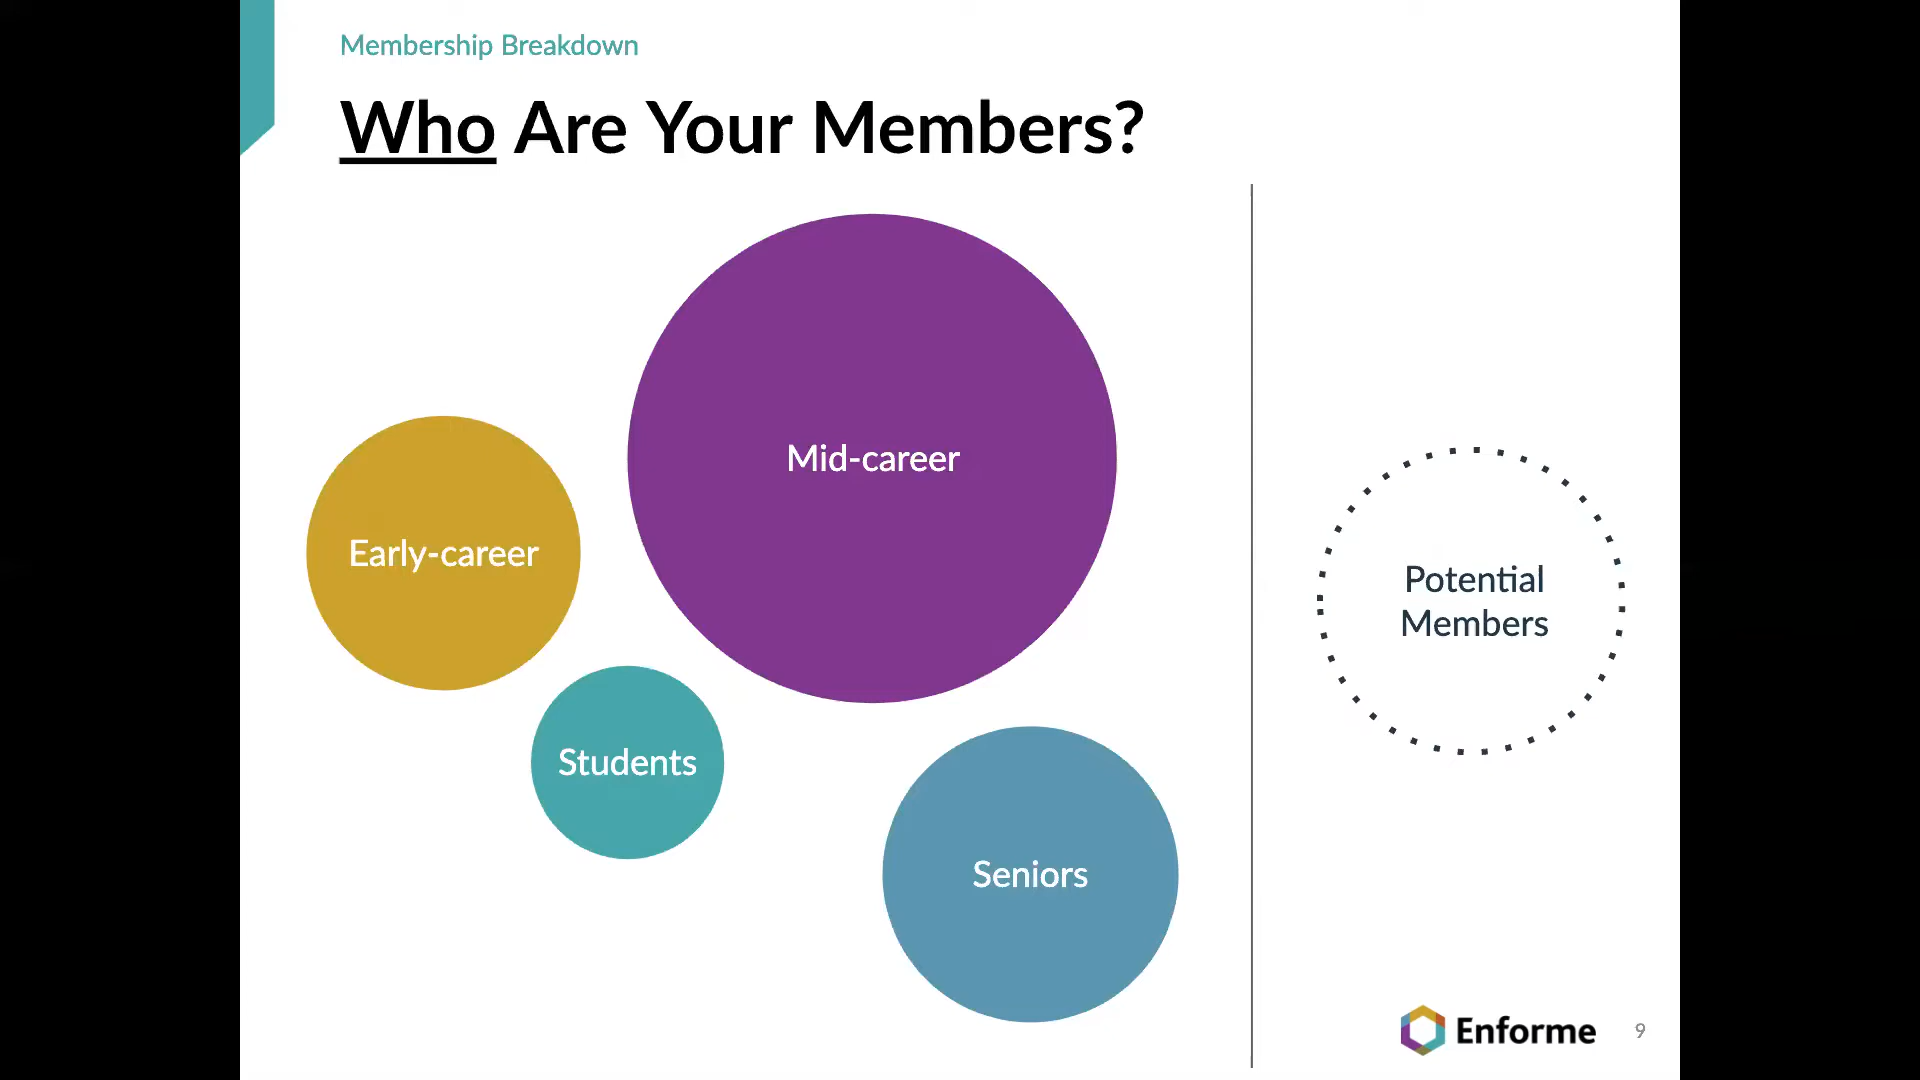 Membership Breakdown
Who Are Your Members?
Mid-career
Early-career
Students
Seniors
Potential
Members
Enforme
9